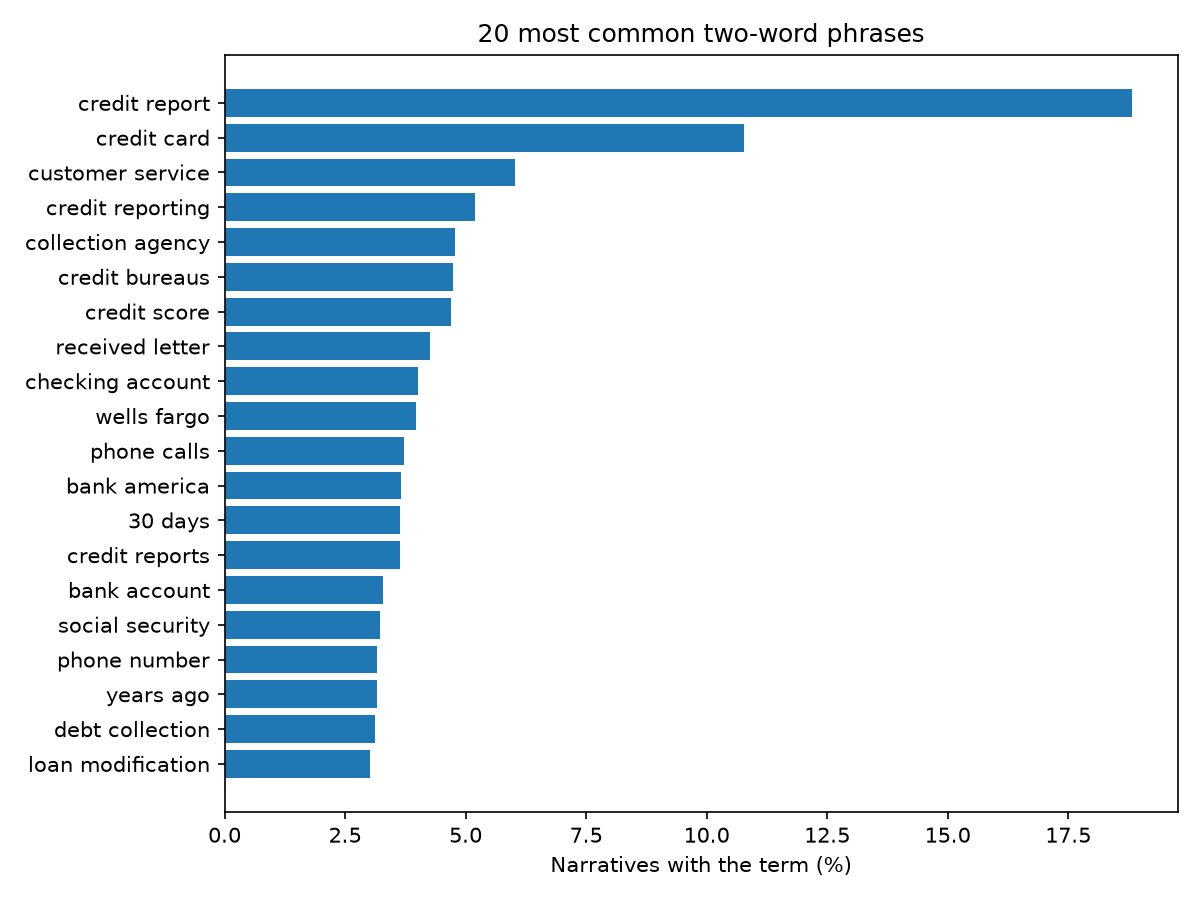 20 most common two-word phrases
credit report
credit card
customer service
credit reporting
collection agency
credit bureaus
credit score
received letter
checking account
wells fargo
phone calls
bank america
30 days
credit reports
bank account
social security
phone number
years ago
debt collection
loan modification
0.0 2.5 5.0 7.5 10.0 12.5 15.0 17.5
Narratives with the term (%)